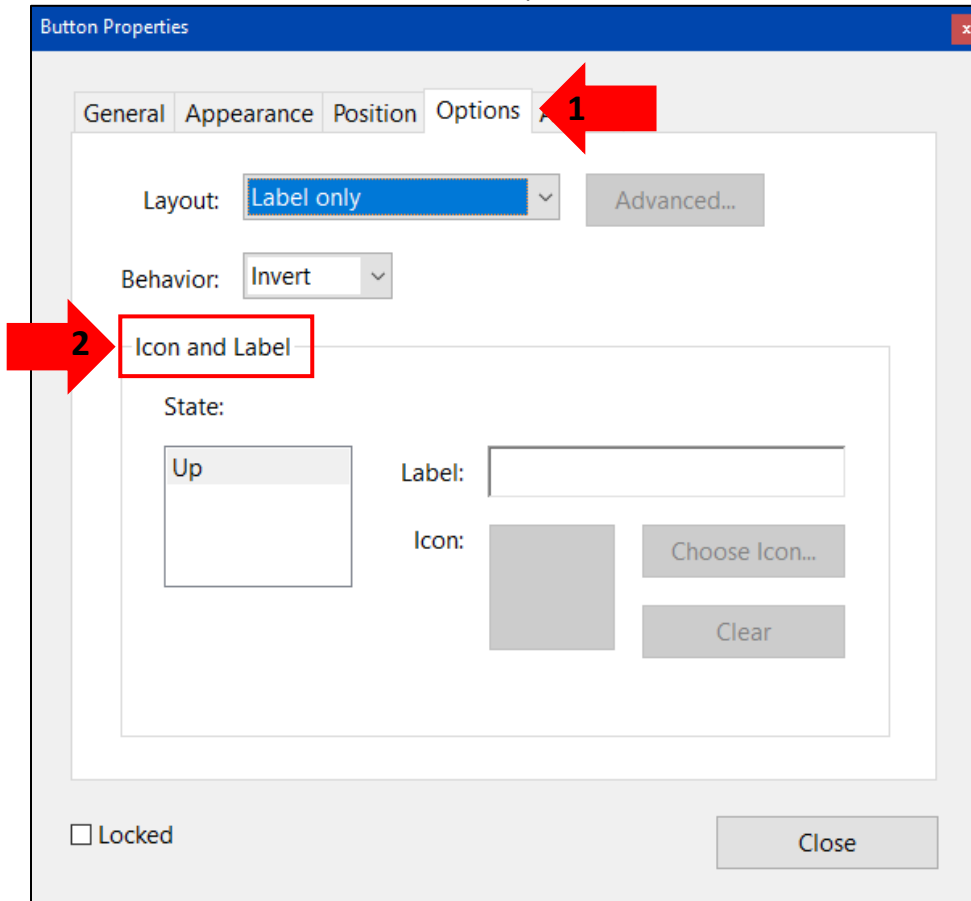 Button Properties
x
General Appearance Position Options 1
Layout: Label only Advanced...
Behavior: Invert
2 Icon and Label
State:
Up
Label:
Icon: Choose Icon...
Clear
Locked
Close